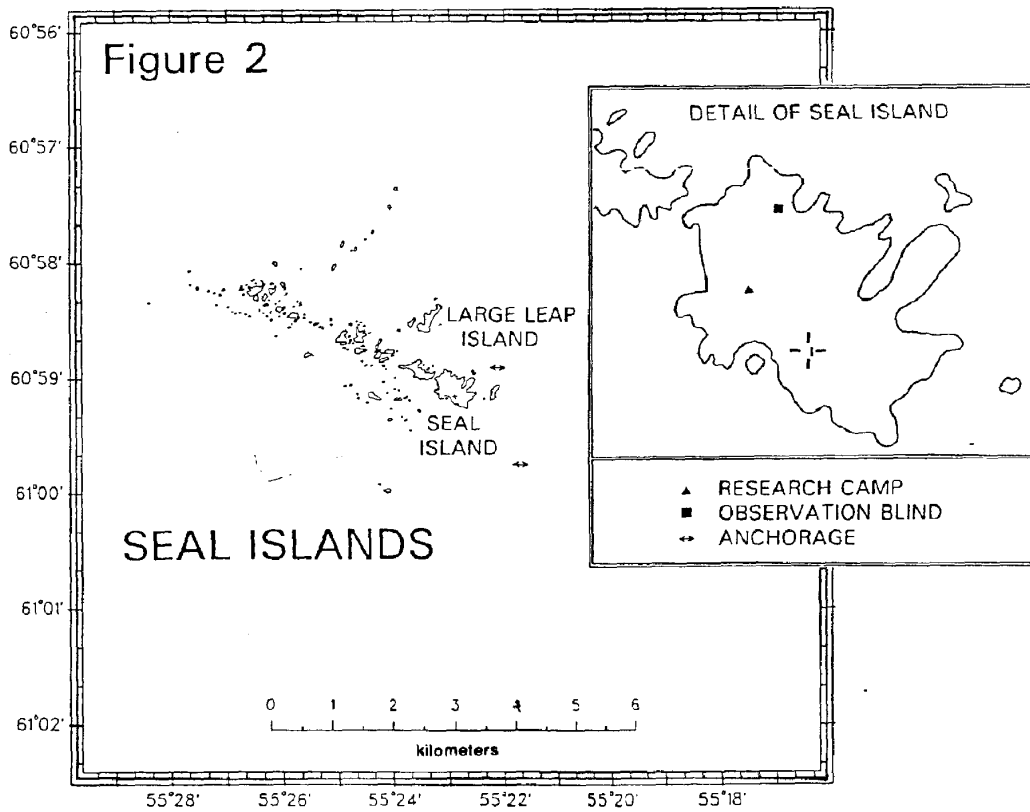 Figure 2
60°56'
60°57'
60°58'
60°59'
61°00'
61°01'
61°02'
LARGE LEAP
ISLAND
SEAL
ISLAND
SEAL ISLANDS
0 1 2 3 4 5 6
kilometers
55°28' 55°26' 55°24' 55°22' 55°20' 55°18'
DETAIL OF SEAL ISLAND
RESEARCH CAMP
OBSERVATION BLIND
ANCHORAGE